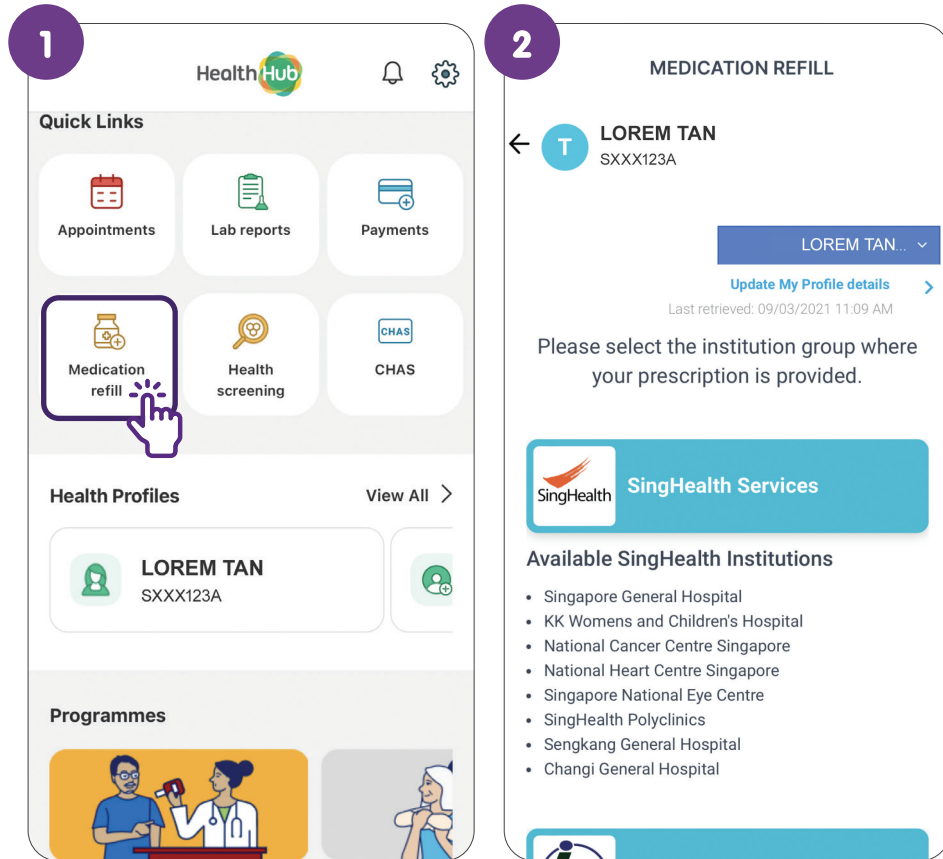 1
HealthHub
Quick Links
Appointments
Lab reports
Payments
Medication
refill
Health
screening
CHAS
CHAS
Health Profiles
View All
LOREM TAN
SXXX123A
Programmes
2
MEDICATION REFILL
T
LOREM TAN
SXXX123A
LOREM TAN...
Update My Profile details
Last retrieved: 09/03/2021 11:09 AM
Please select the institution group where
your prescription is provided.
SingHealth
SingHealth Services
Available SingHealth Institutions
• Singapore General Hospital
• KK Womens and Children's Hospital
• National Cancer Centre Singapore
• National Heart Centre Singapore
• Singapore National Eye Centre
• SingHealth Polyclinics
• Sengkang General Hospital
• Changi General Hospital